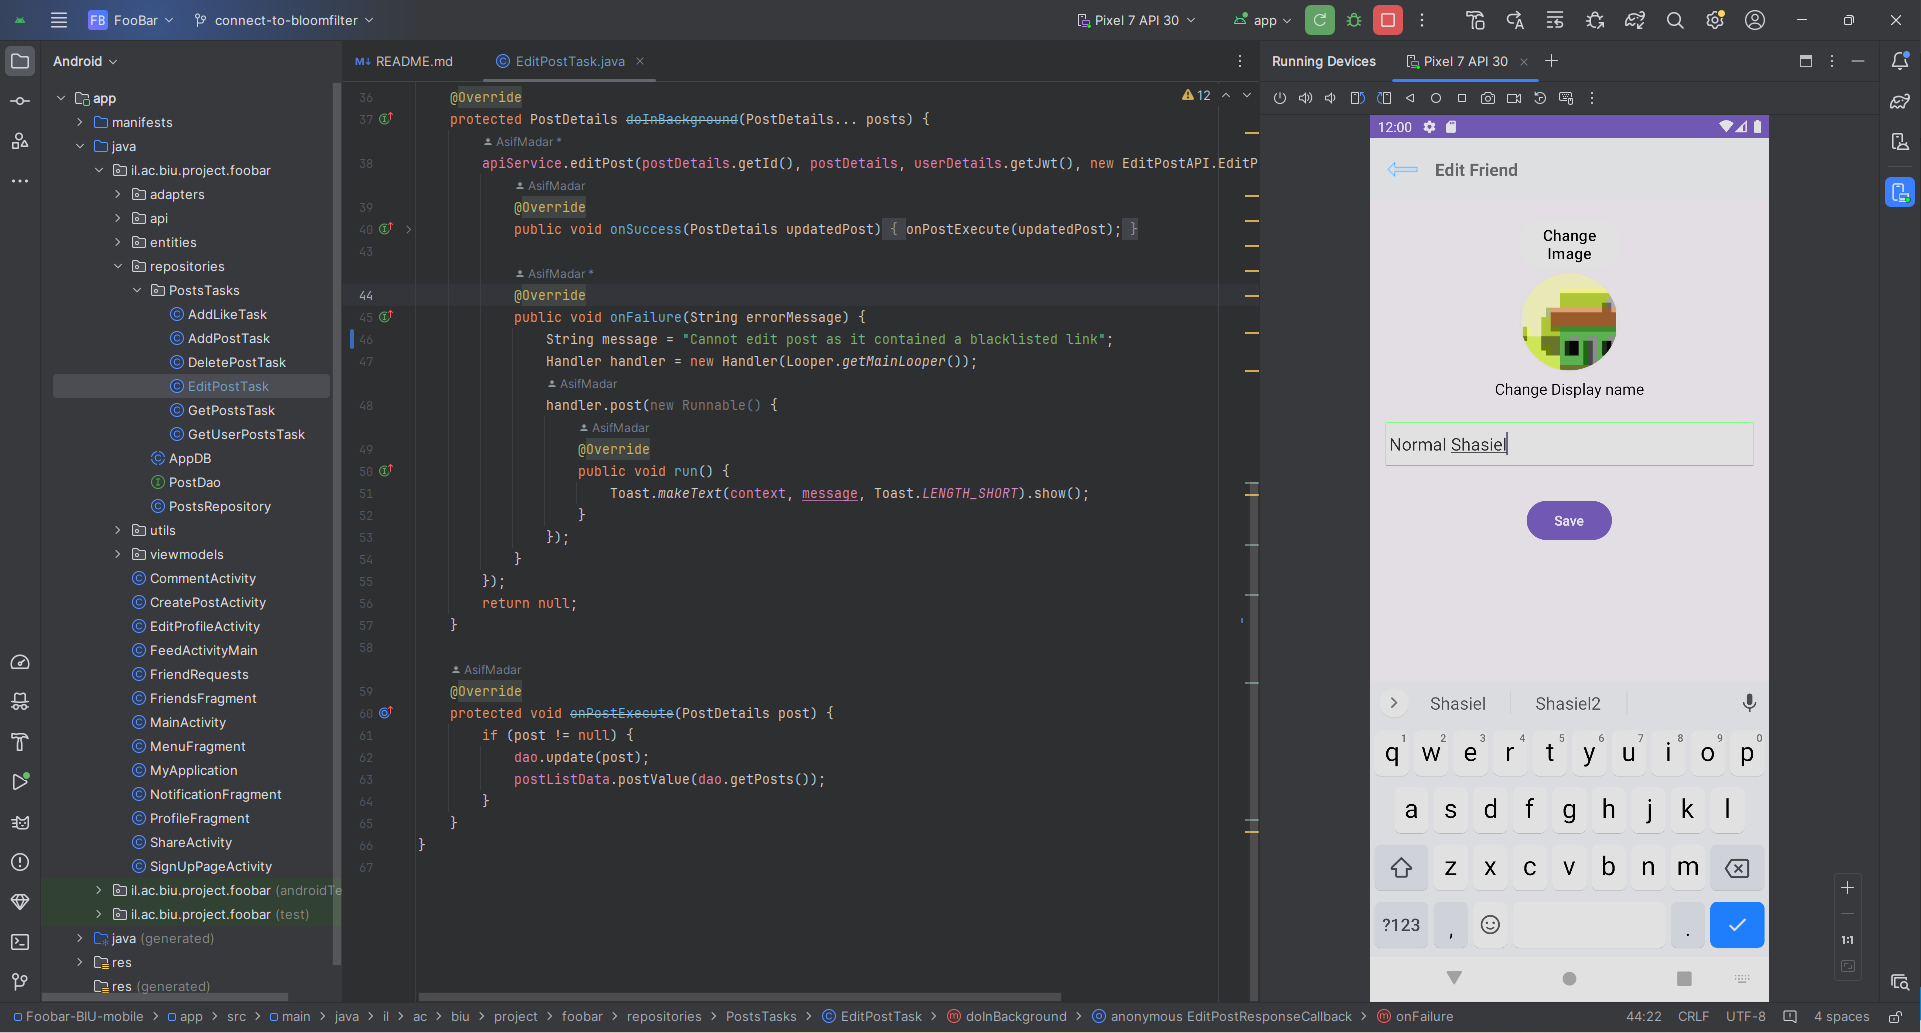 FB FooBar connect-to-bloomfilter Pixel 7 API 30 app
Android
app
manifests
java
il.ac.biu.project.foobar
adapters
api
entities
repositories
PostsTasks
AddLikeTask
AddPostTask
DeletePostTask
EditPostTask
GetPostsTask
GetUserPostsTask
AppDB
PostDao
PostsRepository
utils
viewmodels
CommentActivity
CreatePostActivity
EditProfileActivity
FeedActivityMain
FriendRequests
FriendsFragment
MainActivity
MenuFragment
MyApplication
NotificationFragment
ProfileFragment
ShareActivity
SignUpPageActivity
il.ac.biu.project.foobar (androidTe
il.ac.biu.project.foobar (test)
java (generated)
res
res (generated)
M↓ README.md EditPostTask.java
12
36 @Override
37 protected PostDetails doInBackground(PostDetails... posts) {
AsifMadar *
38 apiService.editPost(postDetails.getId(), postDetails, userDetails.getJwt(), new EditPostAPI.EditP
AsifMadar
39 @Override
40 public void onSuccess(PostDetails updatedPost) { onPostExecute(updatedPost); }
43
AsifMadar *
44 @Override
45 public void onFailure(String errorMessage) {
46 String message = "Cannot edit post as it contained a blacklisted link";
47 Handler handler = new Handler(Looper.getMainLooper());
AsifMadar
48 handler.post(new Runnable() {
AsifMadar
49 @Override
50 public void run() {
51 Toast.makeText(context, message, Toast.LENGTH_SHORT).show();
52 }
53 });
54 }
55 });
56 return null;
57 }
58
AsifMadar
59 @Override
60 protected void onPostExecute(PostDetails post) {
61 if (post != null) {
62 dao.update(post);
63 postListData.postValue(dao.getPosts());
64 }
65 }
66 }
67
Running Devices Pixel 7 API 30
12:00
Edit Friend
Change
Image
Change Display name
Normal Shasiel
Save
Shasiel Shasiel2
q1 w2 e3 r4 t5 y6 u7 i8 o9 p0
a s d f g h j k l
z x c v b n m
?123 , .
1:1
Foobar-BIU-mobile > app > src > main > java > il > ac > biu > project > foobar > repositories > PostsTasks > EditPostTask > doInBackground > anonymous EditPostResponseCallback > onFailure 44:22 CRLF UTF-8 4 spaces